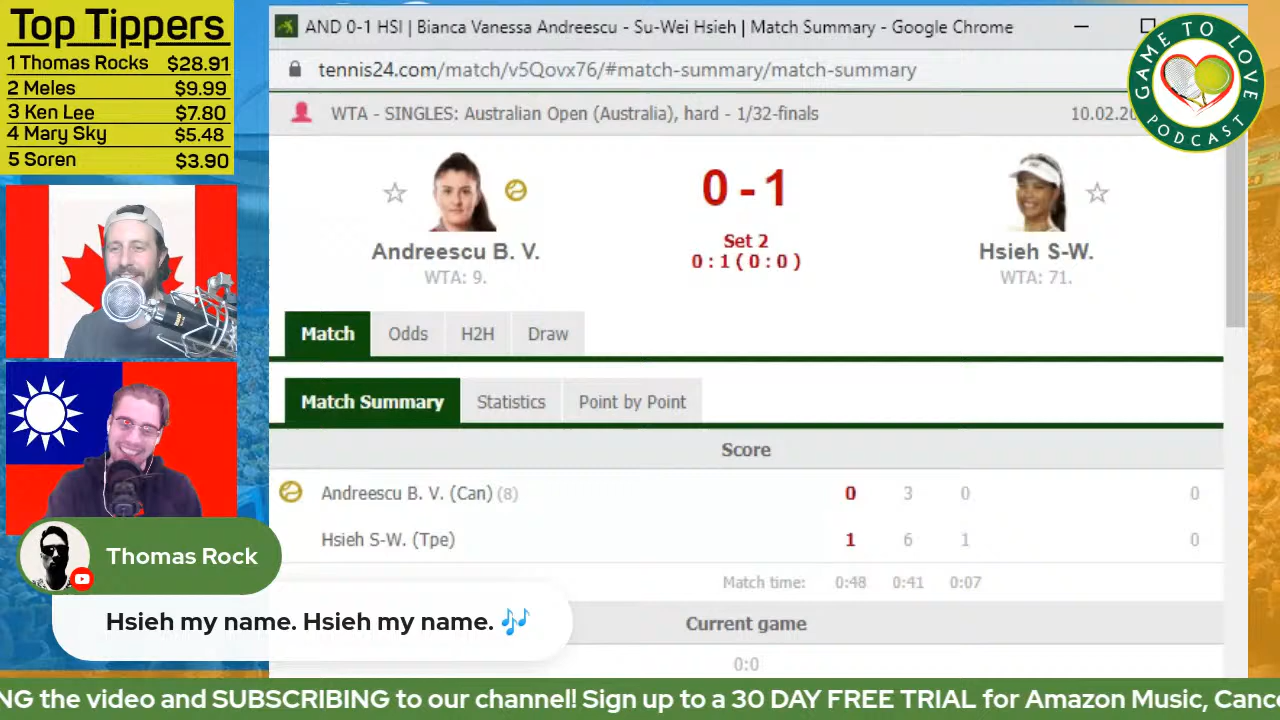 Top Tippers
1 Thomas Rocks $28.91
2 Meles $9.99
3 Ken Lee $7.80
4 Mary Sky $5.48
5 Soren $3.90
AND 0-1 HSI | Bianca Vanessa Andreescu - Su-Wei Hsieh | Match Summary - Google Chrome
tennis24.com/match/v5Qovx76/#match-summary/match-summary
GAME TO LOVE PODCAST
WTA - SINGLES: Australian Open (Australia), hard - 1/32-finals 10.02.20
0 - 1
Set 2
0 : 1 ( 0 : 0 )
Andreescu B. V.
WTA: 9.
Hsieh S-W.
WTA: 71.
Match Odds H2H Draw
Match Summary Statistics Point by Point
Score
Andreescu B. V. (Can) (8) 0 3 0 0
Hsieh S-W. (Tpe) 1 6 1 0
Match time: 0:48 0:41 0:07
Current game
0:0
Thomas Rock
Hsieh my name. Hsieh my name. 🎶
NG the video and SUBSCRIBING to our channel! Sign up to a 30 DAY FREE TRIAL for Amazon Music, Canc